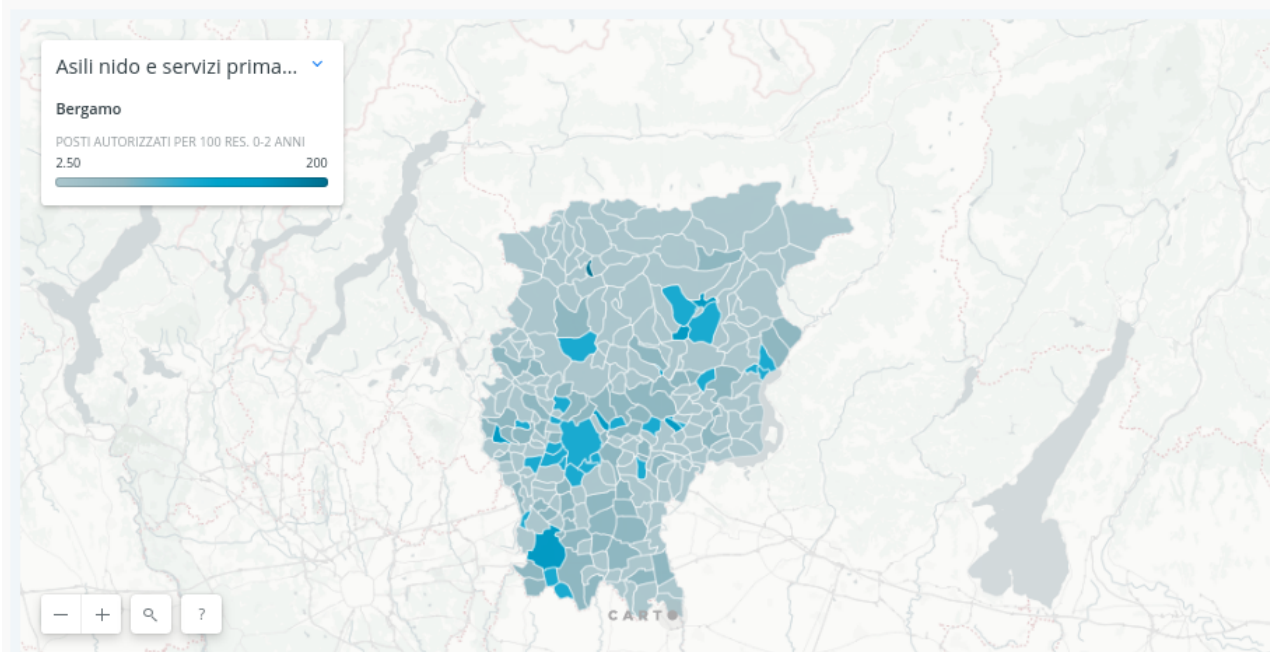 Asili nido e servizi prima...
Bergamo
POSTI AUTORIZZATI PER 100 RES. 0-2 ANNI
2.50 200
− + ?
CARTO